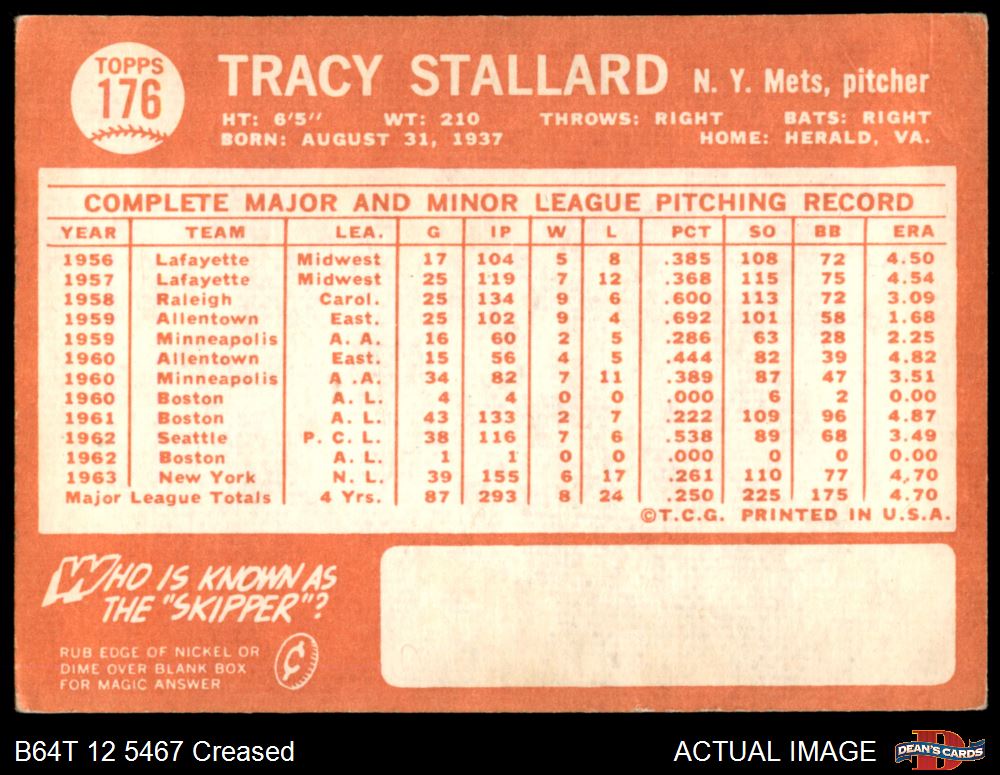 TOPPS
176
TRACY STALLARD N. Y. Mets, pitcher
HT: 6'5" WT: 210 THROWS: RIGHT BATS: RIGHT
BORN: AUGUST 31, 1937 HOME: HERALD, VA.
COMPLETE MAJOR AND MINOR LEAGUE PITCHING RECORD
YEAR TEAM LEA. G IP W L PCT SO BB ERA
1956 Lafayette Midwest 17 104 5 8 .385 108 72 4.50
1957 Lafayette Midwest 25 119 7 12 .368 115 75 4.54
1958 Raleigh Carol. 25 134 9 6 .600 113 72 3.09
1959 Allentown East. 25 102 9 4 .692 101 58 1.68
1959 Minneapolis A. A. 16 60 2 5 .286 63 28 2.25
1960 Allentown East. 15 56 4 5 .444 82 39 4.82
1960 Minneapolis A .A. 34 82 7 11 .389 87 47 3.51
1960 Boston A. L. 4 4 0 0 .000 6 2 0.00
1961 Boston A. L. 43 133 2 7 .222 109 96 4.87
1962 Seattle P. C. L. 38 116 7 6 .538 89 68 3.49
1962 Boston A. L. 1 1 0 0 .000 0 0 0.00
1963 New York N. L. 39 155 6 17 .261 110 77 4.70
Major League Totals 4 Yrs. 87 293 8 24 .250 225 175 4.70
©T.C.G. PRINTED IN U.S.A.
WHO IS KNOWN AS
THE "SKIPPER"?
RUB EDGE OF NICKEL OR
DIME OVER BLANK BOX
FOR MAGIC ANSWER
¢
B64T 12 5467 Creased ACTUAL IMAGE
DEAN'S CARDS